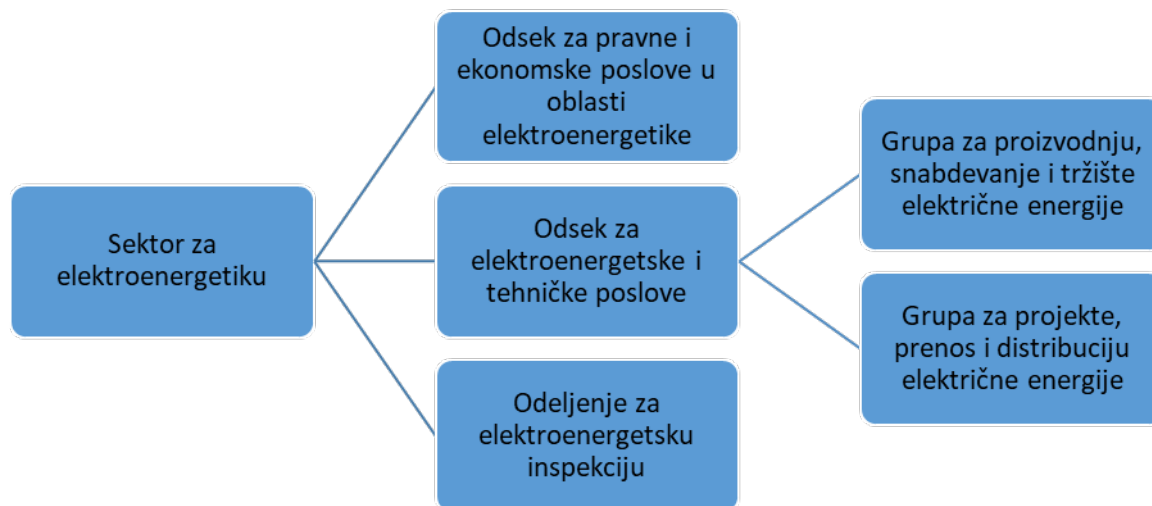 Sektor za
elektroenergetiku
Odsek za pravne i
ekonomske poslove u
oblasti
elektroenergetike
Odsek za
elektroenergetske i
tehničke poslove
Odeljenje za
elektroenergetsku
inspekciju
Grupa za proizvodnju,
snabdevanje i tržište
električne energije
Grupa za projekte,
prenos i distribuciju
električne energije